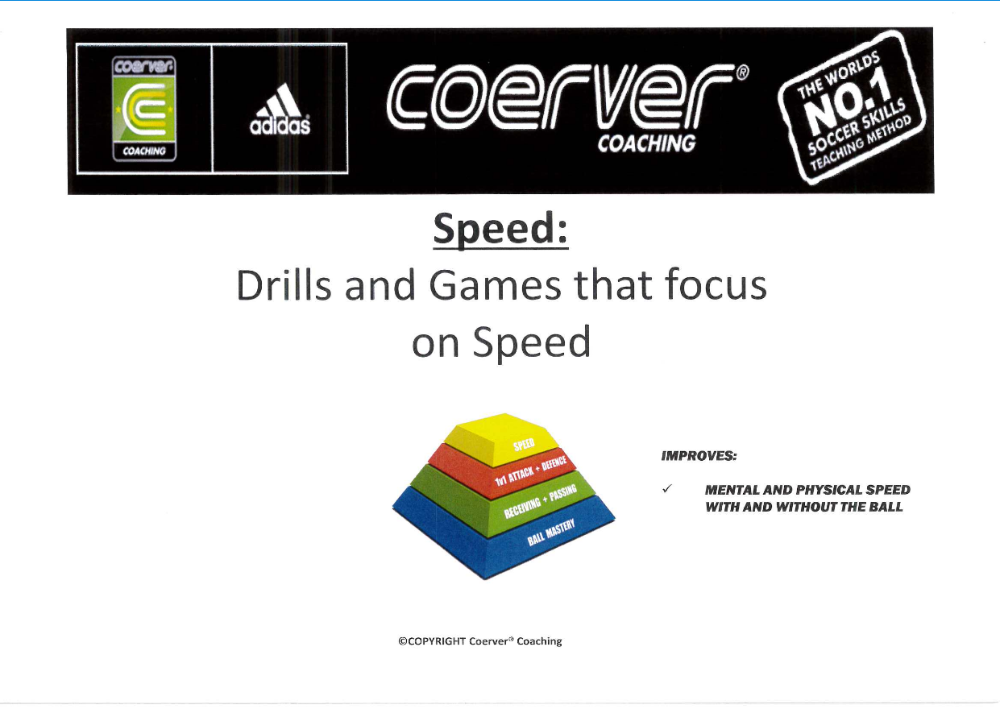 coerver
COACHING
adidas
coerver®
COACHING
THE WORLDS
NO.1
SOCCER SKILLS
TEACHING METHOD
Speed:
Drills and Games that focus
on Speed
SPEED
1v1 ATTACK + DEFENCE
RECEIVING + PASSING
BALL MASTERY
IMPROVES:
✓ MENTAL AND PHYSICAL SPEED
WITH AND WITHOUT THE BALL
©COPYRIGHT Coerver® Coaching